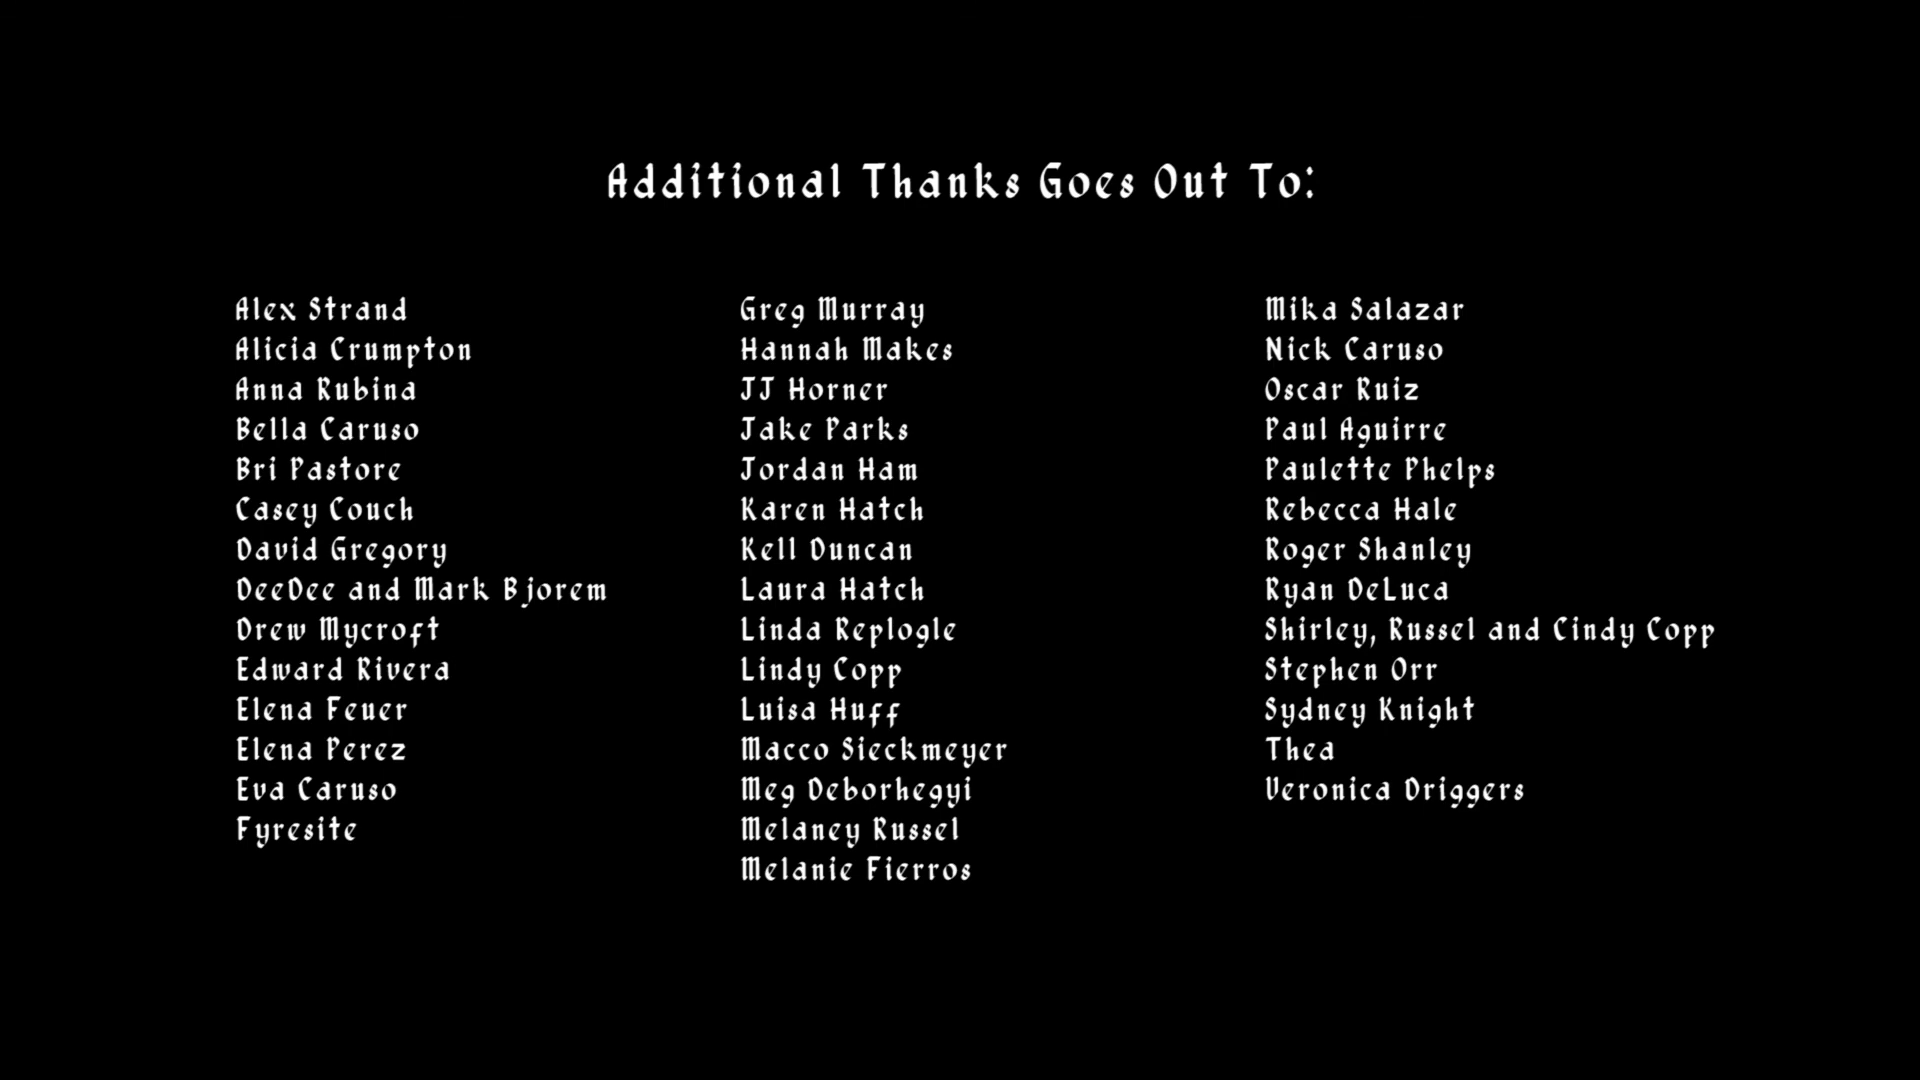 Additional Thanks Goes Out To:
Alex Strand
Alicia Crumpton
Anna Rubina
Bella Caruso
Bri Pastore
Casey Couch
David Gregory
DeeDee and Mark Bjorem
Drew Mycroft
Edward Rivera
Elena Feuer
Elena Perez
Eva Caruso
Fyresite
Greg Murray
Hannah Makes
JJ Horner
Jake Parks
Jordan Ham
Karen Hatch
Kell Duncan
Laura Hatch
Linda Replogle
Lindy Copp
Luisa Huff
Macco Sieckmeyer
Meg Deborhegyi
Melaney Russel
Melanie Fierros
Mika Salazar
Nick Caruso
Oscar Ruiz
Paul Aguirre
Paulette Phelps
Rebecca Hale
Roger Shanley
Ryan DeLuca
Shirley, Russel and Cindy Copp
Stephen Orr
Sydney Knight
Thea
Veronica Driggers